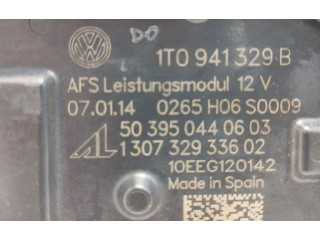 DO
1T0 941 329 B
AFS Leistungsmodul 12 V
07.01.14 0265 H06 S0009
50 395 044 06 03
AL 1 307 329 336 02
10EEG120142
Made in Spain